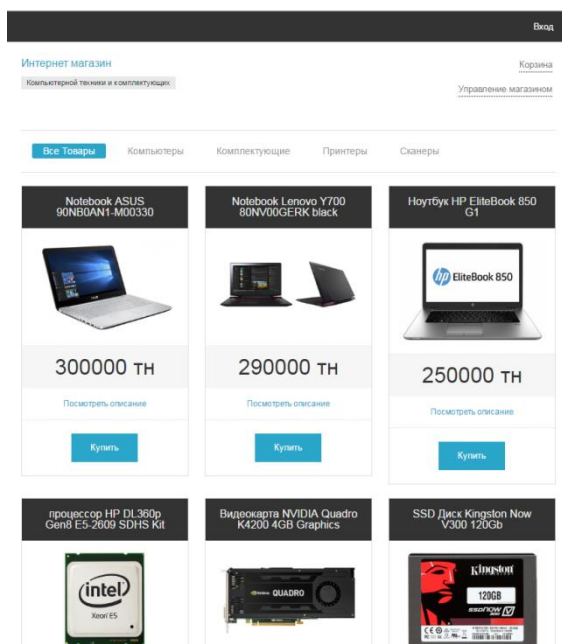 Вход
Интернет магазин
Корзина
Компьютерной техники и комплектующих
Управление магазином
Все Товары Компьютеры Комплектующие Принтеры Сканеры
Notebook ASUS
90NB0AN1-M00330
Notebook Lenovo Y700
80NV00GERK black
Ноутбук HP EliteBook 850
G1
hp EliteBook 850
300000 тн
290000 тн
250000 тн
Посмотреть описание
Посмотреть описание
Посмотреть описание
Купить
Купить
Купить
процессор HP DL360p
Gen8 E5-2609 SDHS Kit
Видеокарта NVIDIA Quadro
K4200 4GB Graphics
SSD Диск Kingston Now
V300 120Gb
intel
Xeon E5
QUADRO
Kingston
120GB
SSDNOW V